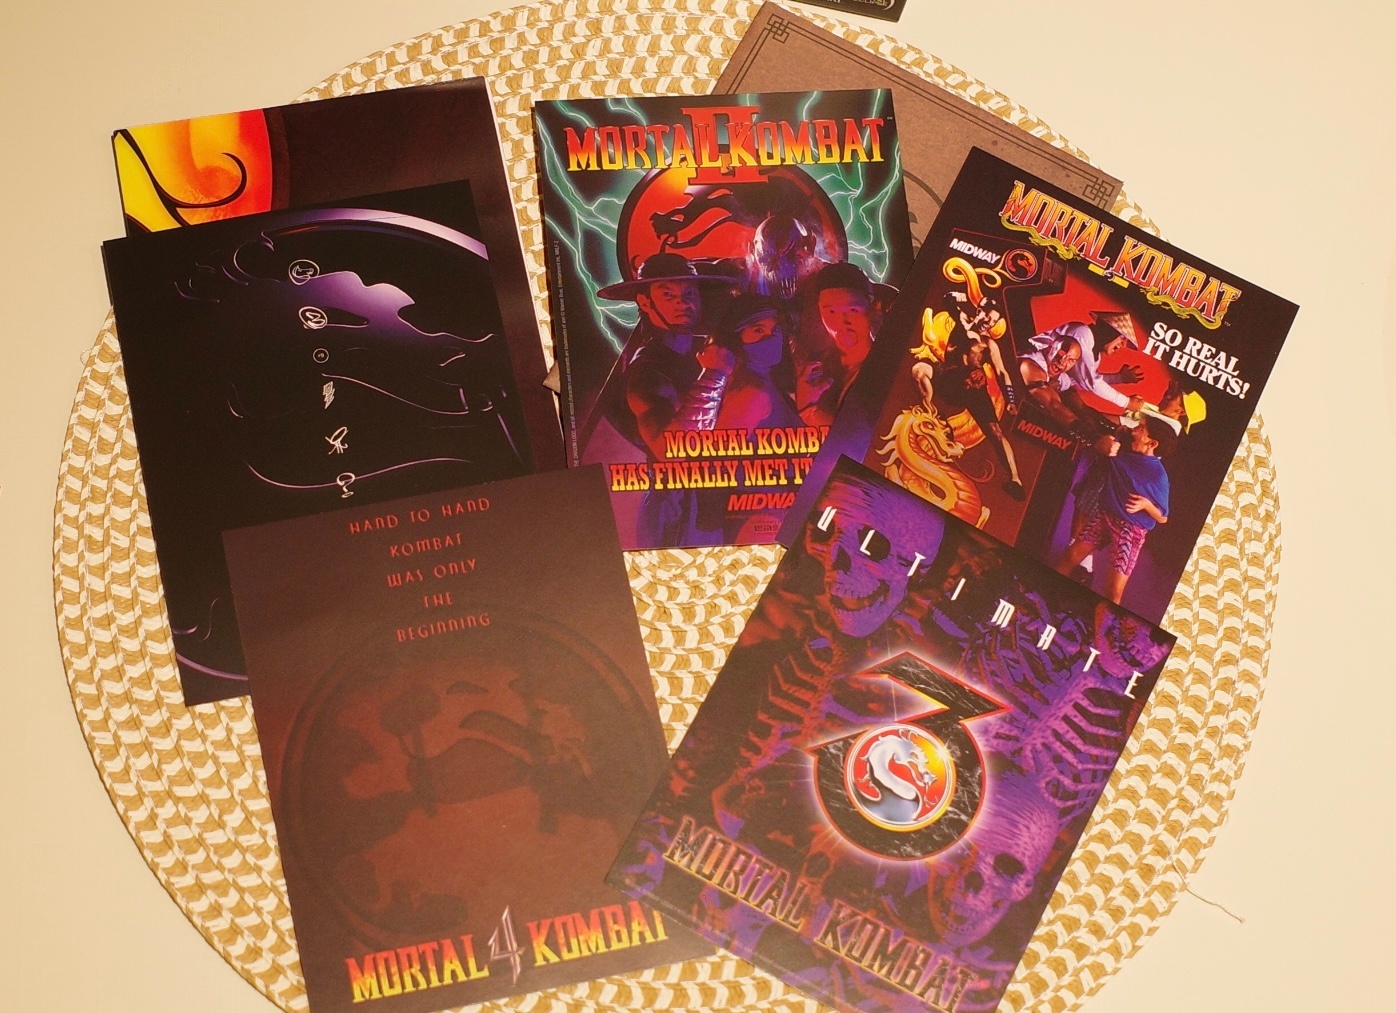 MORTAL KOMBAT
II
MORTAL KOMBA
HAS FINALLY MET IT
MIDWA
MORTAL KOMBAT
MIDWAY
SO REAL
IT HURTS!
MIDWAY
HAND TO HAND
KOMBAT
WAS ONLY
THE
BEGINNING
MORTAL 4 KOMBAT
ULTIMATE
3
MORTAL KOMBAT